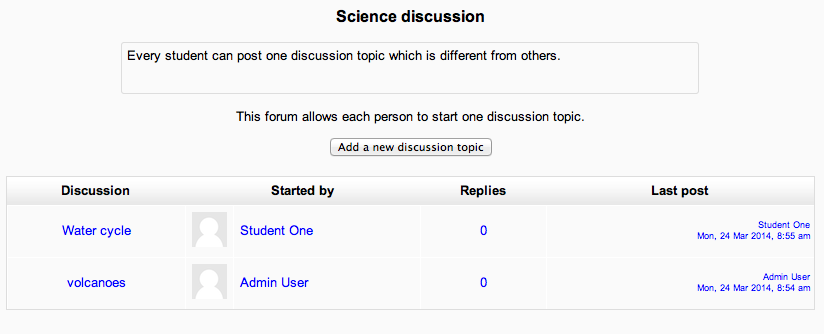 Science discussion
Every student can post one discussion topic which is different from others.
This forum allows each person to start one discussion topic.
Add a new discussion topic
Discussion Started by Replies Last post
Water cycle Student One 0 Student One
Mon, 24 Mar 2014, 8:55 am
volcanoes Admin User 0 Admin User
Mon, 24 Mar 2014, 8:54 am